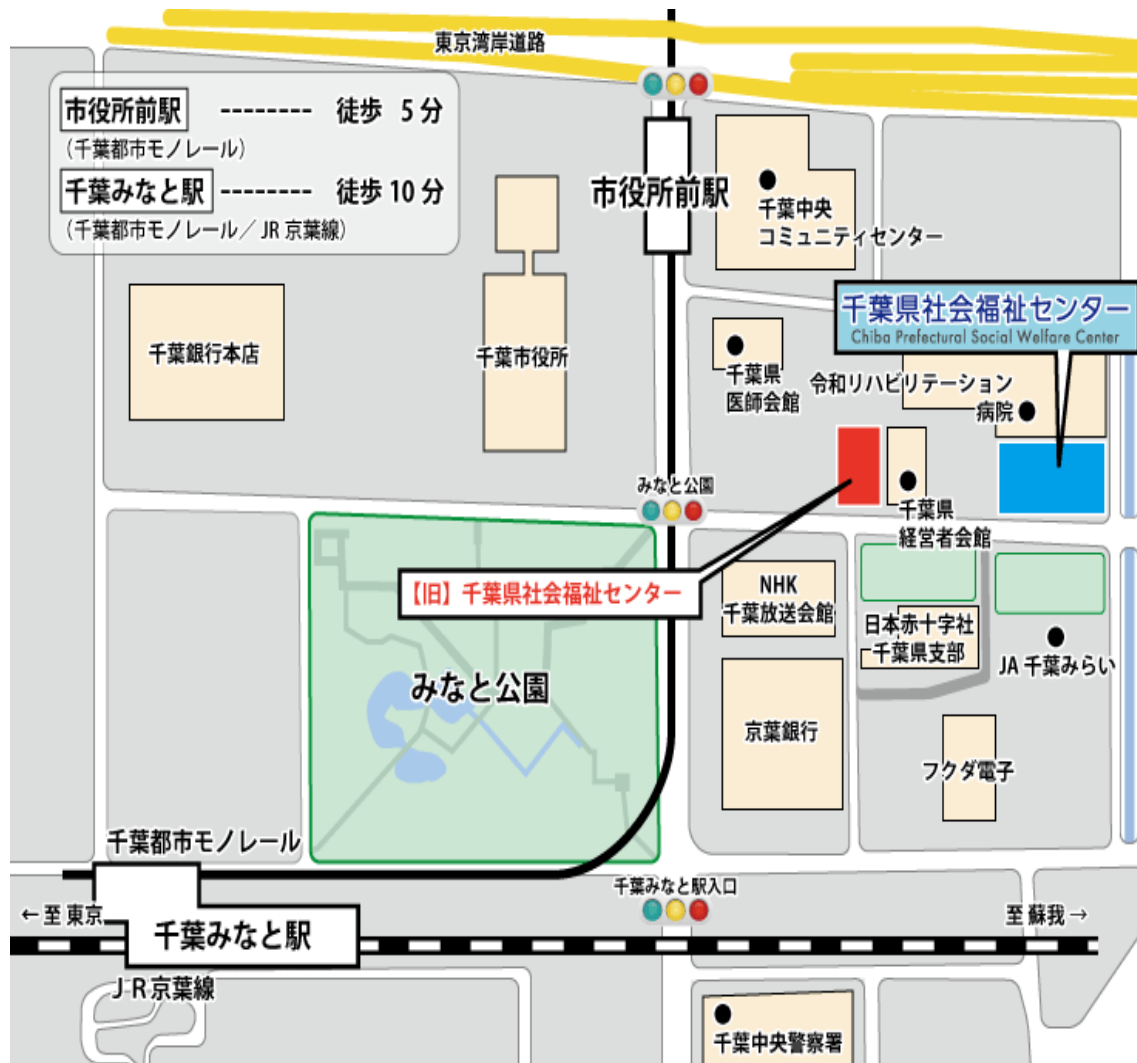 東京湾岸道路
市役所前駅 -------- 徒歩 5 分
(千葉都市モノレール)
千葉みなと駅 -------- 徒歩 10 分
(千葉都市モノレール/ JR 京葉線)
市役所前駅
千葉中央
コミュニティセンター
千葉県社会福祉センター
Chiba Prefectural Social Welfare Center
千葉銀行本店
千葉市役所
千葉県
医師会館
令和リハビリテーション
病院
みなと公園
千葉県
経営者会館
【旧】千葉県社会福祉センター
NHK
千葉放送会館
日本赤十字社
千葉県支部
JA 千葉みらい
みなと公園
京葉銀行
フクダ電子
千葉都市モノレール
千葉みなと駅入口
←至 東京
千葉みなと駅
至 蘇我→
JR京葉線
千葉中央警察署